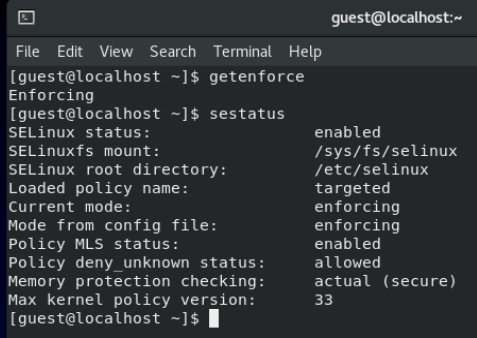 guest@localhost:~
File Edit View Search Terminal Help
[guest@localhost ~]$ getenforce
Enforcing
[guest@localhost ~]$ sestatus
SELinux status:                 enabled
SELinuxfs mount:                /sys/fs/selinux
SELinux root directory:         /etc/selinux
Loaded policy name:             targeted
Current mode:                   enforcing
Mode from config file:          enforcing
Policy MLS status:              enabled
Policy deny_unknown status:     allowed
Memory protection checking:     actual (secure)
Max kernel policy version:      33
[guest@localhost ~]$